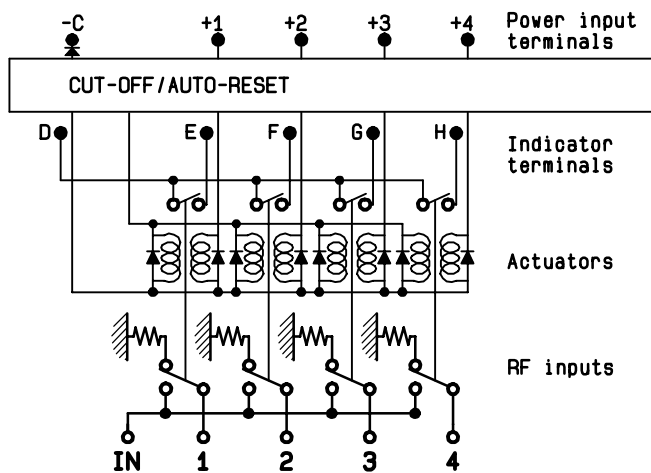 -C +1 +2 +3 +4 Power input
terminals
CUT-OFF/AUTO-RESET
D E F G H Indicator
terminals
Actuators
RF inputs
IN 1 2 3 4